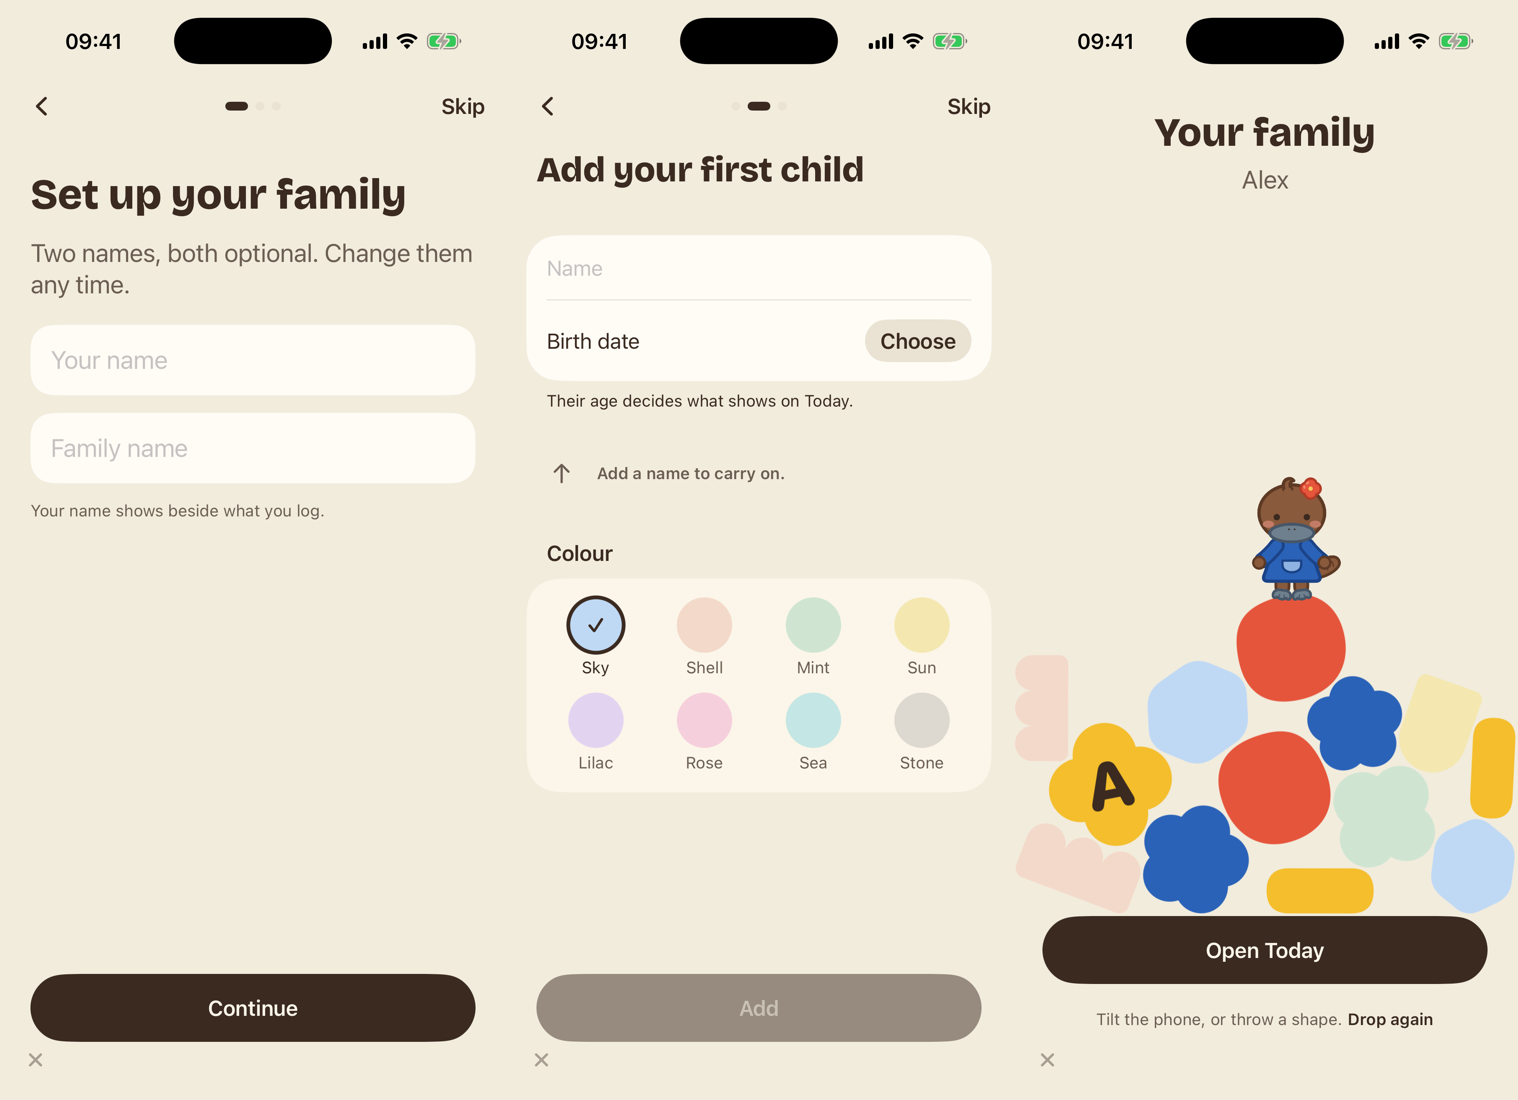 09:41
Skip
Set up your family
Two names, both optional. Change them
any time.
Your name
Family name
Your name shows beside what you log.
Continue
09:41
Skip
Add your first child
Name
Birth date
Choose
Their age decides what shows on Today.
Add a name to carry on.
Colour
Sky
Shell
Mint
Sun
Lilac
Rose
Sea
Stone
Add
09:41
Your family
Alex
A
Open Today
Tilt the phone, or throw a shape. Drop again